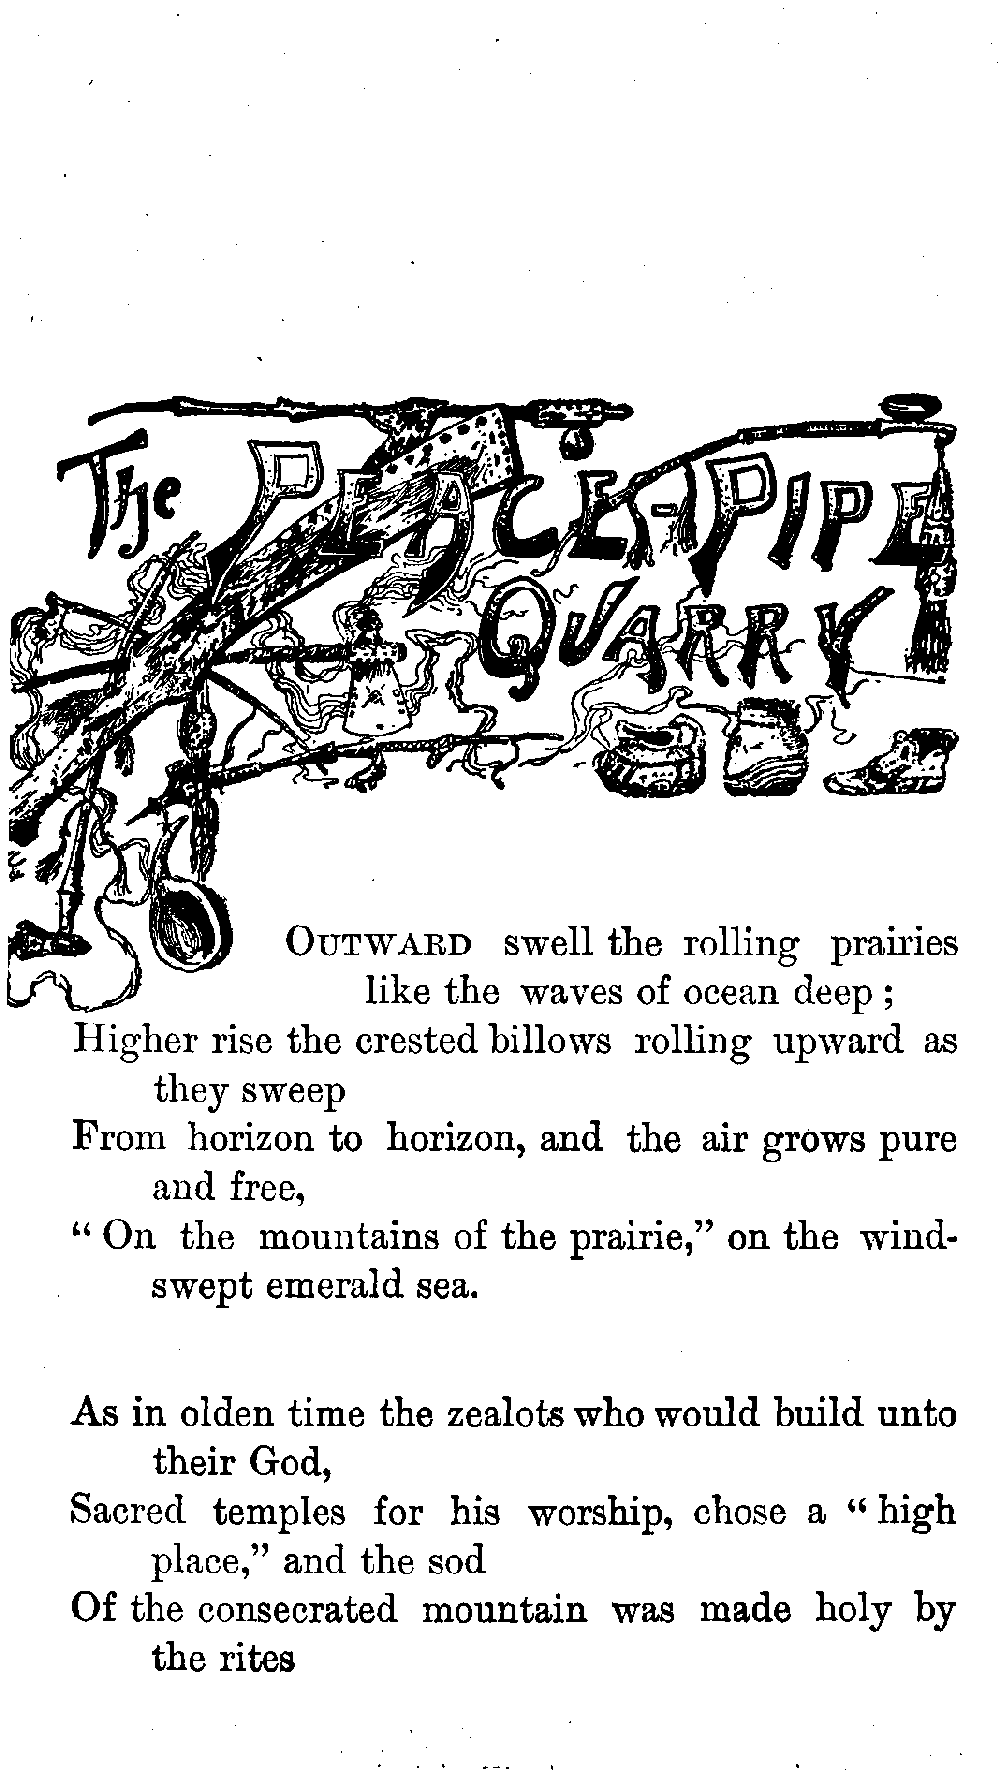 The Peace-Pipe
Quarry
Outward swell the rolling prairies
like the waves of ocean deep;
Higher rise the crested billows rolling upward as
they sweep
From horizon to horizon, and the air grows pure
and free,
"On the mountains of the prairie," on the wind-
swept emerald sea.
As in olden time the zealots who would build unto
their God,
Sacred temples for his worship, chose a "high
place," and the sod
Of the consecrated mountain was made holy by
the rites